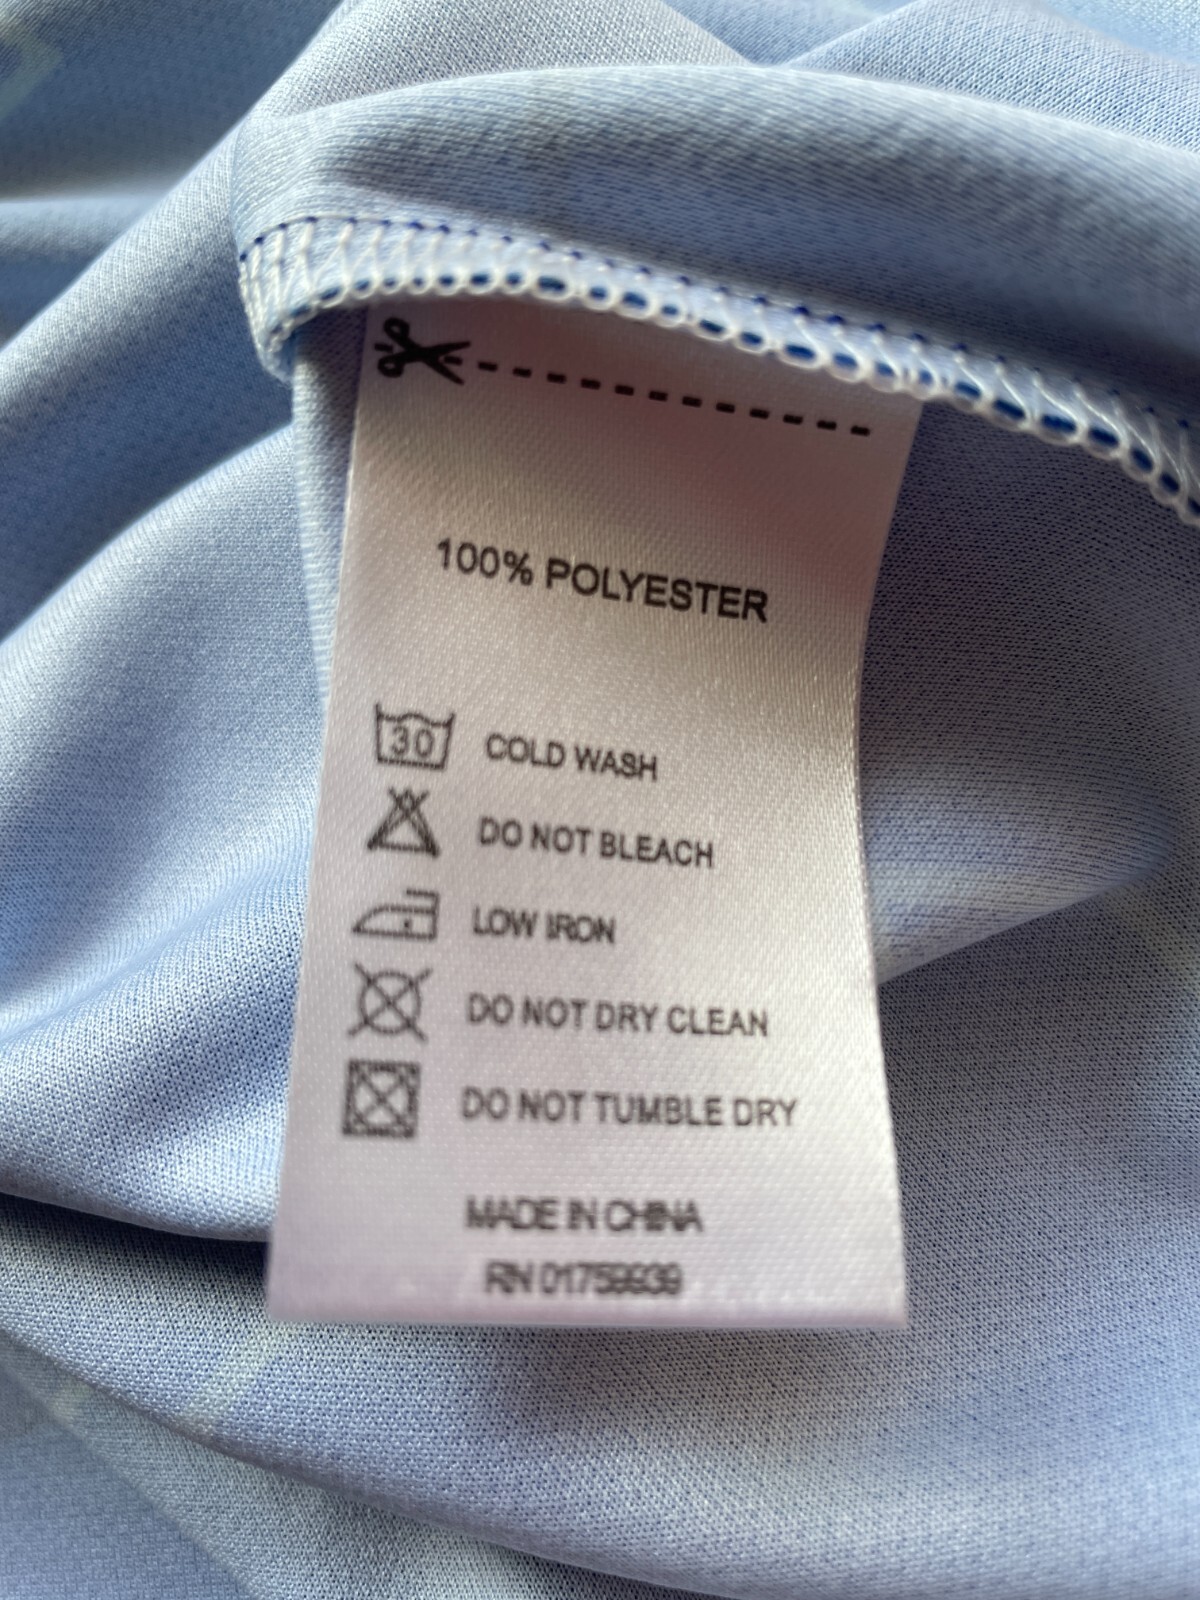 100% POLYESTER
30 COLD WASH
DO NOT BLEACH
LOW IRON
DO NOT DRY CLEAN
DO NOT TUMBLE DRY
MADE IN CHINA
RN 01759939